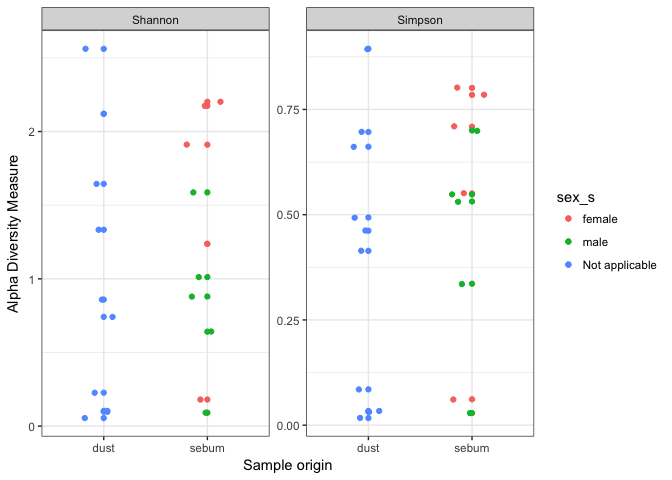 Shannon
Simpson
Alpha Diversity Measure
2
1
0
0.75
0.50
0.25
0.00
dust
sebum
dust
sebum
Sample origin
sex_s
female
male
Not applicable